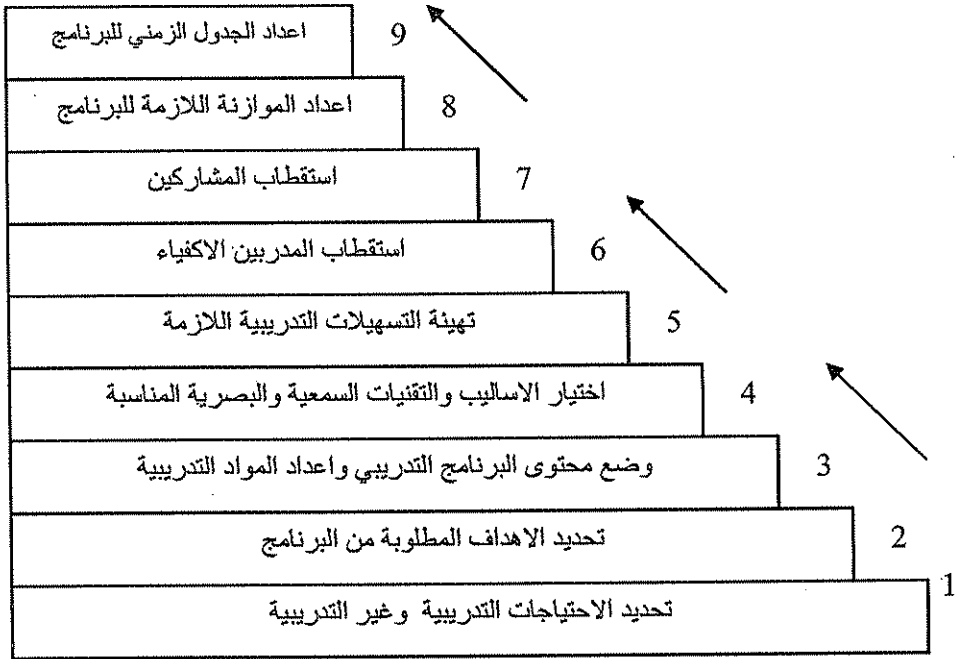 اعداد الجدول الزمني للبرنامج 9
اعداد الموازنة اللازمة للبرنامج 8
استقطاب المشاركين 7
استقطاب المدربين الاكفياء 6
تهيئة التسهيلات التدريبية اللازمة 5
اختيار الاساليب والتقنيات السمعية والبصرية المناسبة 4
وضع محتوى البرنامج التدريبي واعداد المواد التدريبية 3
تحديد الاهداف المطلوبة من البرنامج 2
تحديد الاحتياجات التدريبية وغير التدريبية 1